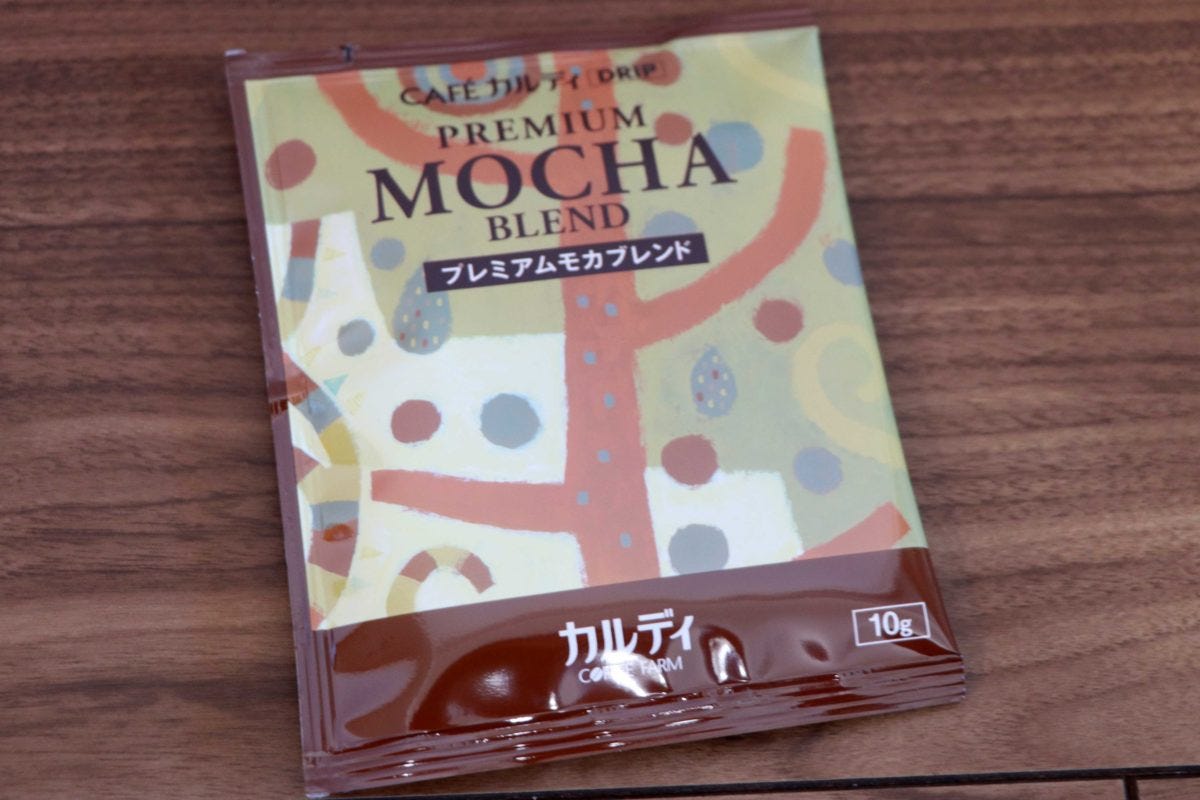 CAFÉ カルディ [DRIP]
PREMIUM
MOCHA
BLEND
プレミアムモカブレンド
カルディ
COFFEE FARM
10g